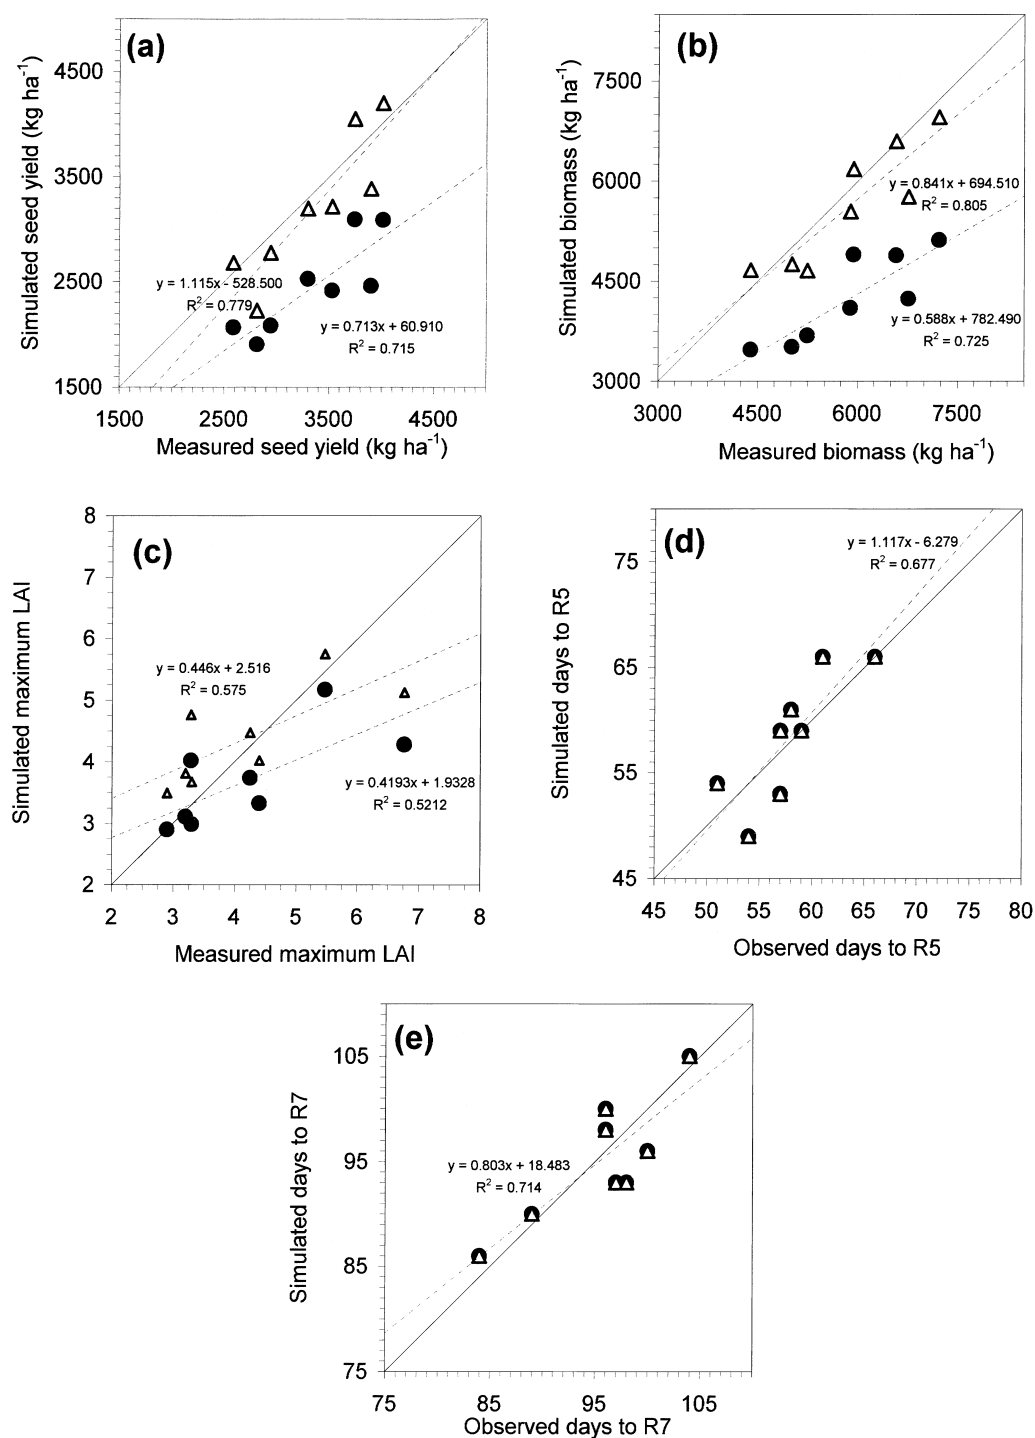 (a)
Simulated seed yield (kg ha⁻¹)
4500
3500
2500
1500
y = 1.115x - 528.500
R² = 0.779
y = 0.713x + 60.910
R² = 0.715
1500 2500 3500 4500
Measured seed yield (kg ha⁻¹)
(b)
Simulated biomass (kg ha⁻¹)
7500
6000
4500
3000
y = 0.841x + 694.510
R² = 0.805
y = 0.588x + 782.490
R² = 0.725
3000 4500 6000 7500
Measured biomass (kg ha⁻¹)
(c)
Simulated maximum LAI
8
7
6
5
4
3
2
y = 0.446x + 2.516
R² = 0.575
y = 0.4193x + 1.9328
R² = 0.5212
2 3 4 5 6 7 8
Measured maximum LAI
(d)
Simulated days to R5
75
65
55
45
y = 1.117x - 6.279
R² = 0.677
45 50 55 60 65 70 75 80
Observed days to R5
(e)
Simulated days to R7
105
95
85
75
y = 0.803x + 18.483
R² = 0.714
75 85 95 105
Observed days to R7